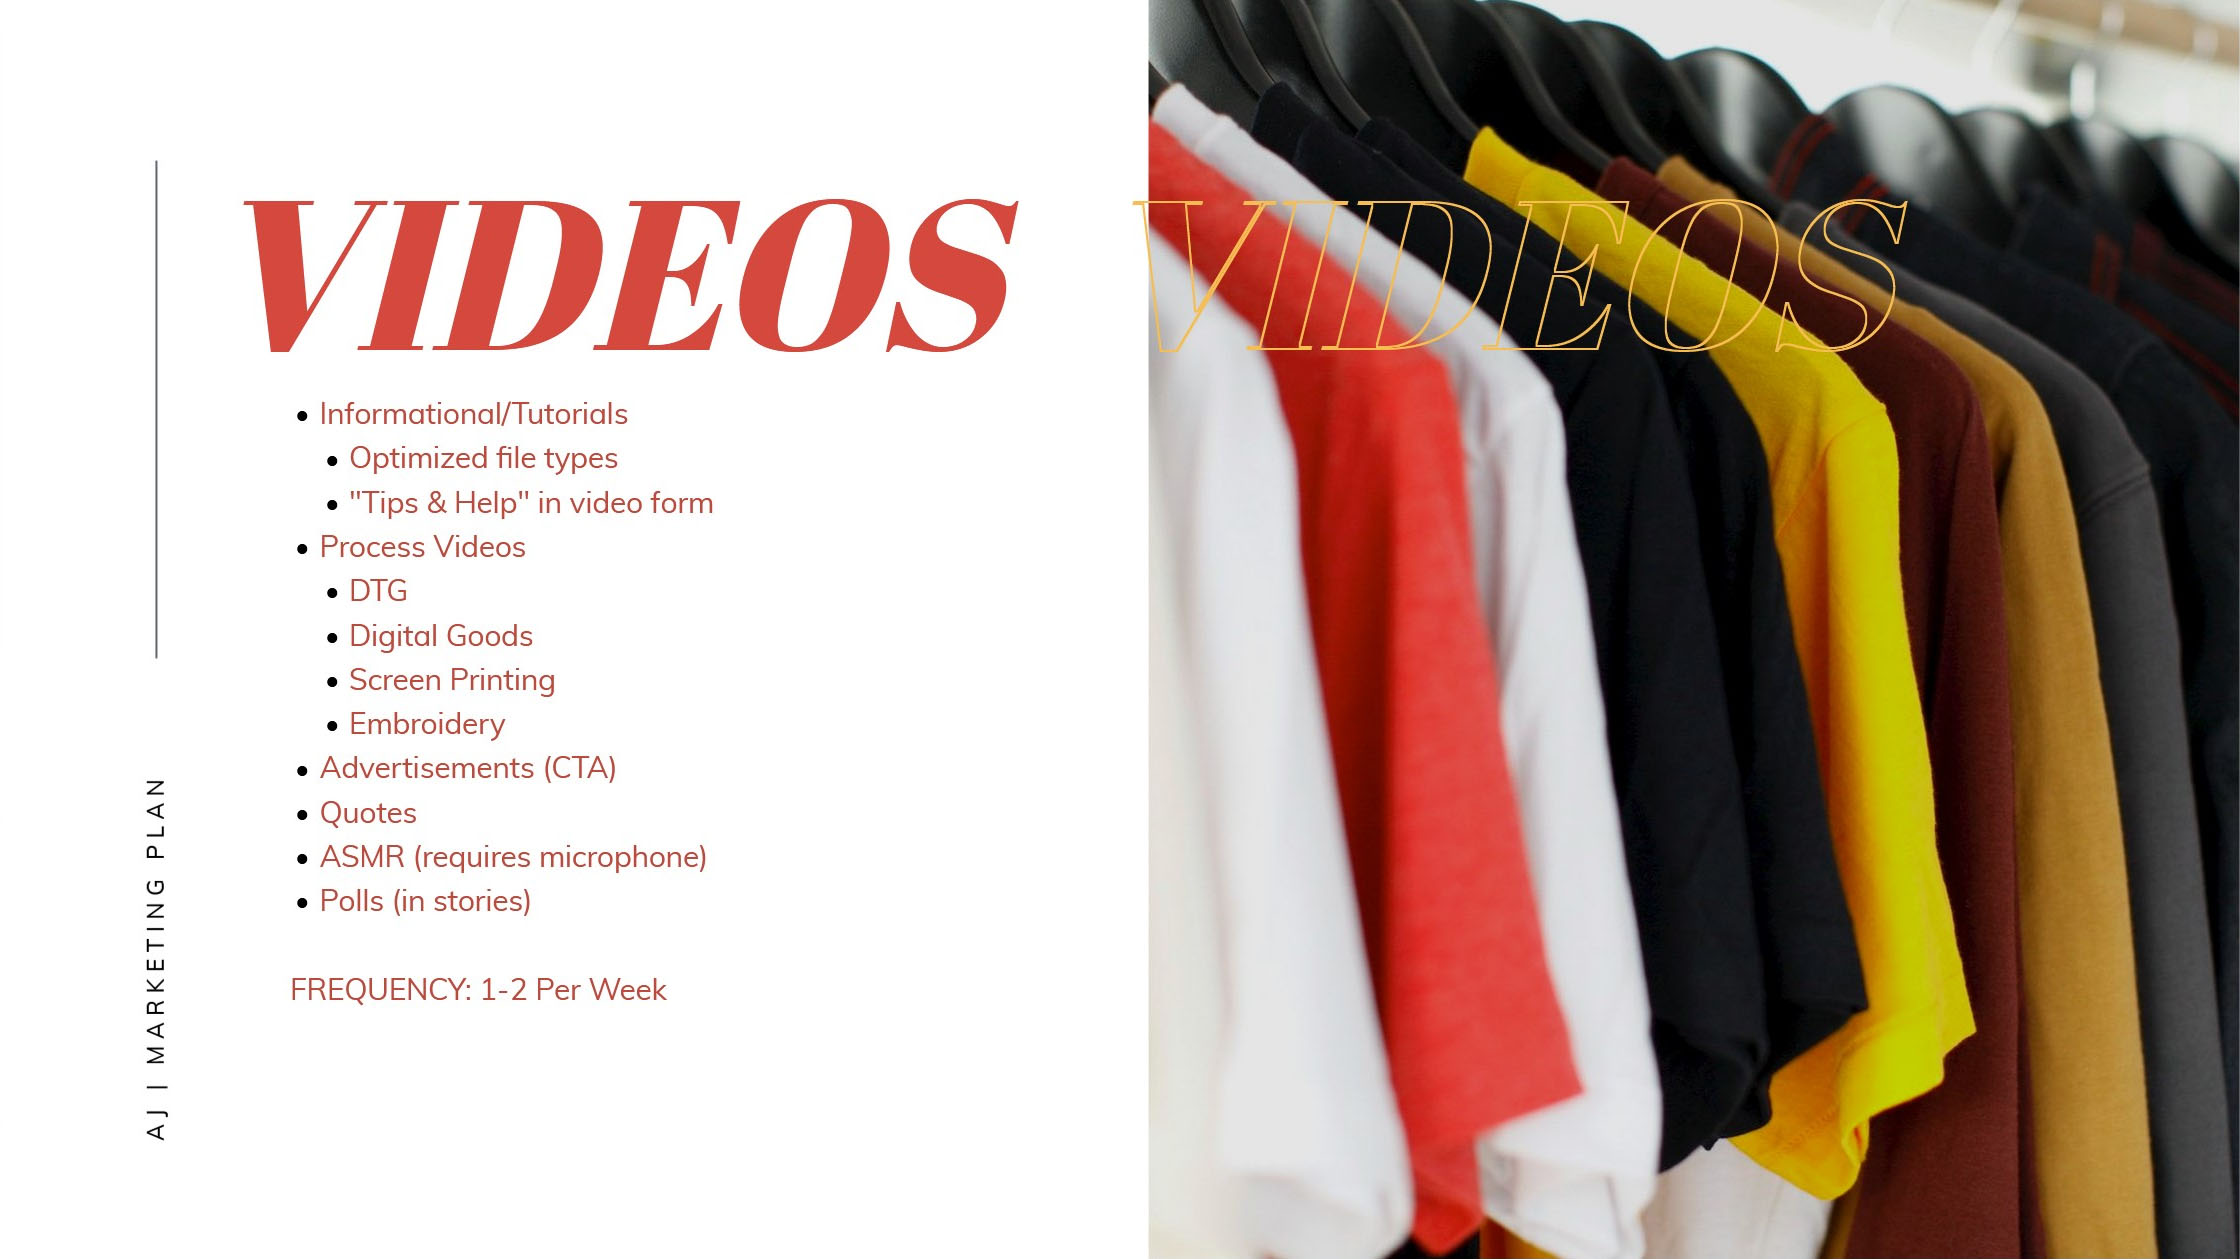 VIDEOS
VIDEOS
• Informational/Tutorials
• Optimized file types
• "Tips & Help" in video form
• Process Videos
• DTG
• Digital Goods
• Screen Printing
• Embroidery
• Advertisements (CTA)
• Quotes
• ASMR (requires microphone)
• Polls (in stories)
FREQUENCY: 1-2 Per Week
AJ | MARKETING PLAN